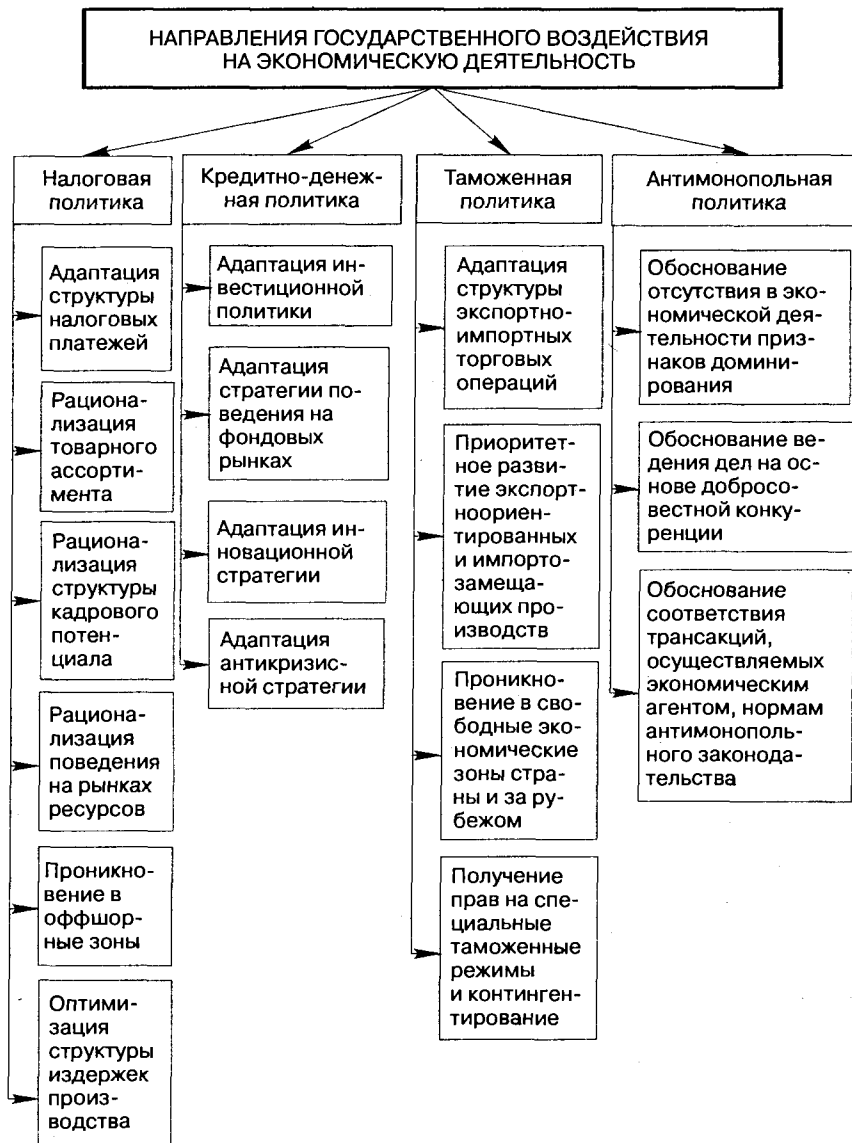 НАПРАВЛЕНИЯ ГОСУДАРСТВЕННОГО ВОЗДЕЙСТВИЯ
НА ЭКОНОМИЧЕСКУЮ ДЕЯТЕЛЬНОСТЬ
Налоговая
политика
Адаптация
структуры
налоговых
платежей
Рациона-
лизация
товарного
ассорти-
мента
Рациона-
лизация
структуры
кадрового
потен-
циала
Рациона-
лизация
поведения
на рынках
ресурсов
Проникно-
вение в
оффшор-
ные зоны
Оптими-
зация
структуры
издержек
произ-
водства
Кредитно-денеж-
ная политика
Адаптация ин-
вестиционной
политики
Адаптация
стратегии по-
ведения на
фондовых
рынках
Адаптация ин-
новационной
стратегии
Адаптация
антикризис-
ной стратегии
Таможенная
политика
Адаптация
структуры
экспортно-
импортных
торговых
операций
Приоритет-
ное разви-
тие экспорт-
ноориен-
тированных
и импорто-
замеща-
ющих про-
изводств
Проникно-
вение в сво-
бодные эко-
номические
зоны стра-
ны и за ру-
бежом
Получение
прав на спе-
циальные
таможенные
режимы
и континген-
тирование
Антимонопольная
политика
Обоснование
отсутствия в эко-
номической дея-
тельности приз-
наков домини-
рования
Обоснование ве-
дения дел на ос-
нове добросо-
вестной конку-
ренции
Обоснование
соответствия
трансакций,
осуществляемых
экономическим
агентом, нормам
антимонополь-
ного законода-
тельства